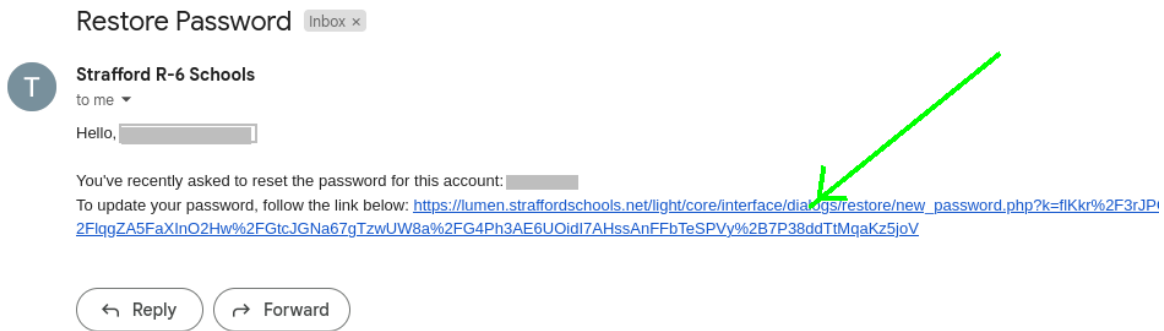 Restore Password Inbox ×
T
Strafford R-6 Schools
to me
Hello,
You've recently asked to reset the password for this account:
To update your password, follow the link below: https://lumen.straffordschools.net/light/core/interface/dialogs/restore/new_password.php?k=flKkr%2F3rJP
2FlqgZA5FaXInO2Hw%2FGtcJGNa67gTzwUW8a%2FG4Ph3AE6UOidI7AHssAnFFbTeSPVy%2B7P38ddTtMqaKz5joV
Reply Forward